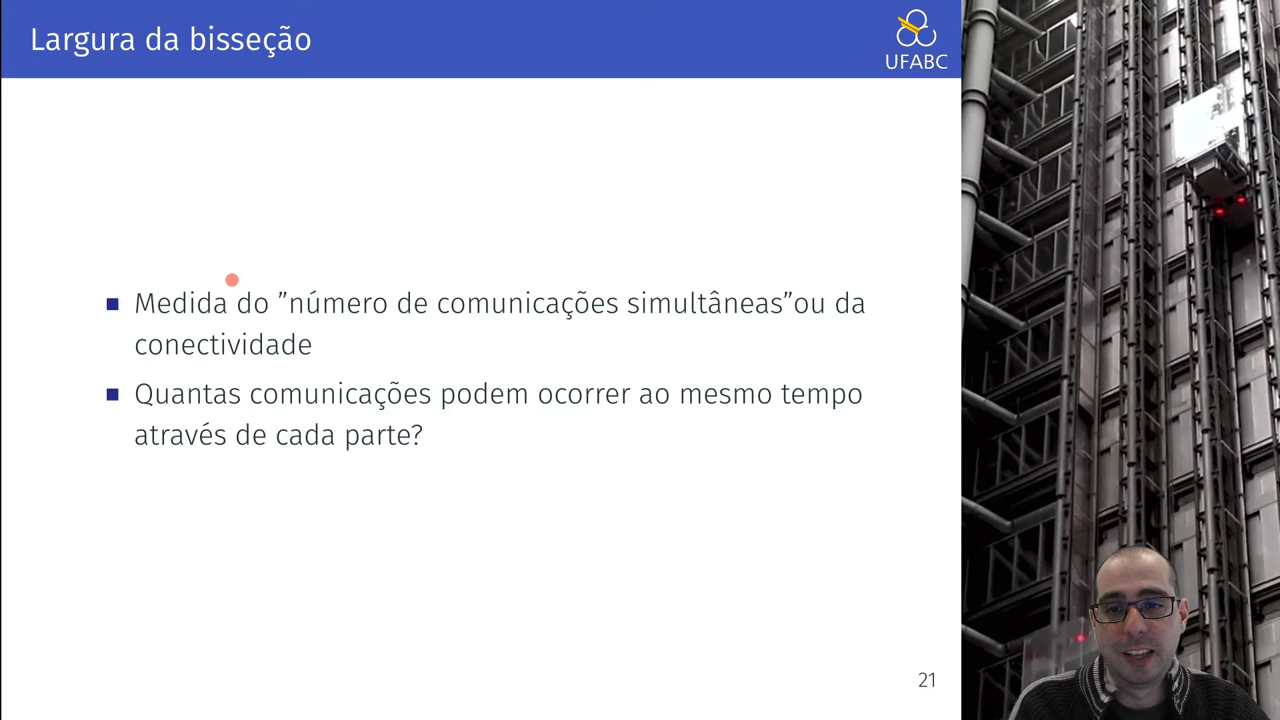 Largura da bisseção
UFABC
Medida do ”número de comunicações simultâneas”ou da
conectividade
Quantas comunicações podem ocorrer ao mesmo tempo
através de cada parte?
21